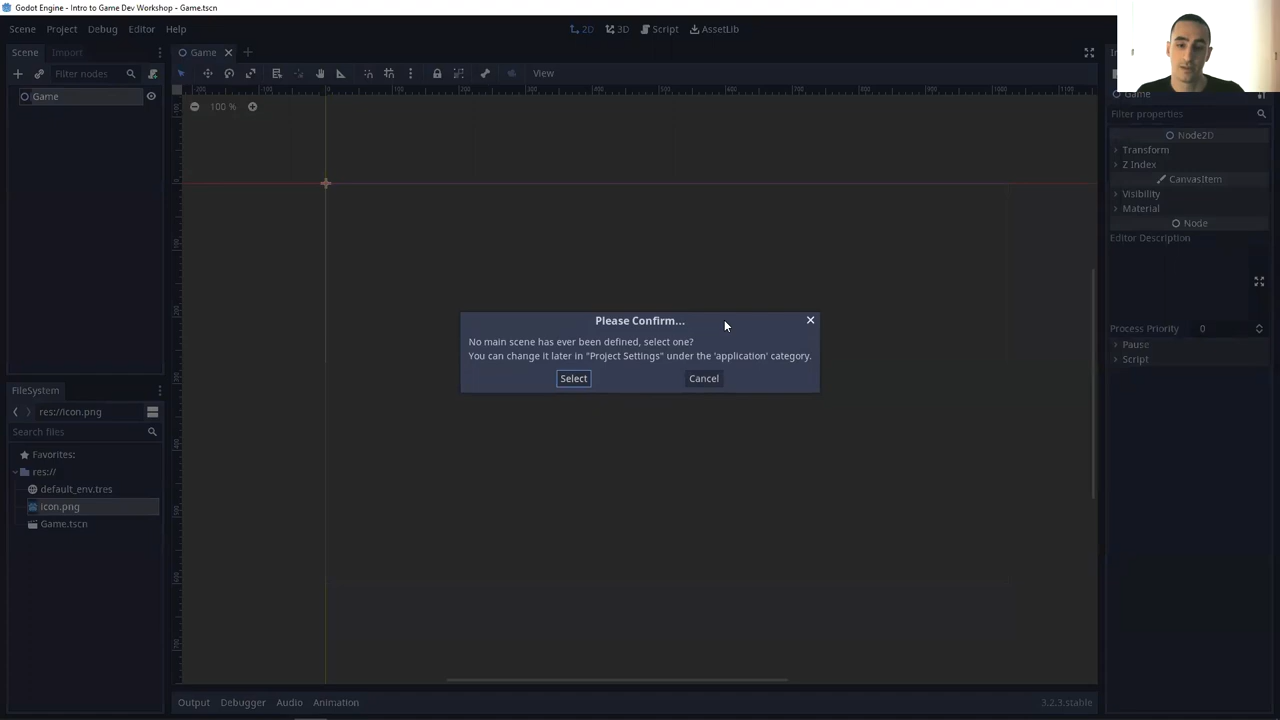 Godot Engine - Intro to Game Dev Workshop - Game.tscn
Scene Project Debug Editor Help
2D 3D Script AssetLib
Scene Import
Filter nodes
Game
Game
View
100 %
Game
Filter properties
Node2D
Transform
Z Index
CanvasItem
Visibility
Material
Node
Editor Description
Process Priority 0
Pause
Script
Please Confirm...
No main scene has ever been defined, select one?
You can change it later in "Project Settings" under the 'application' category.
Select Cancel
FileSystem
res://icon.png
Search files
Favorites:
res://
default_env.tres
icon.png
Game.tscn
Output Debugger Audio Animation
3.2.3.stable